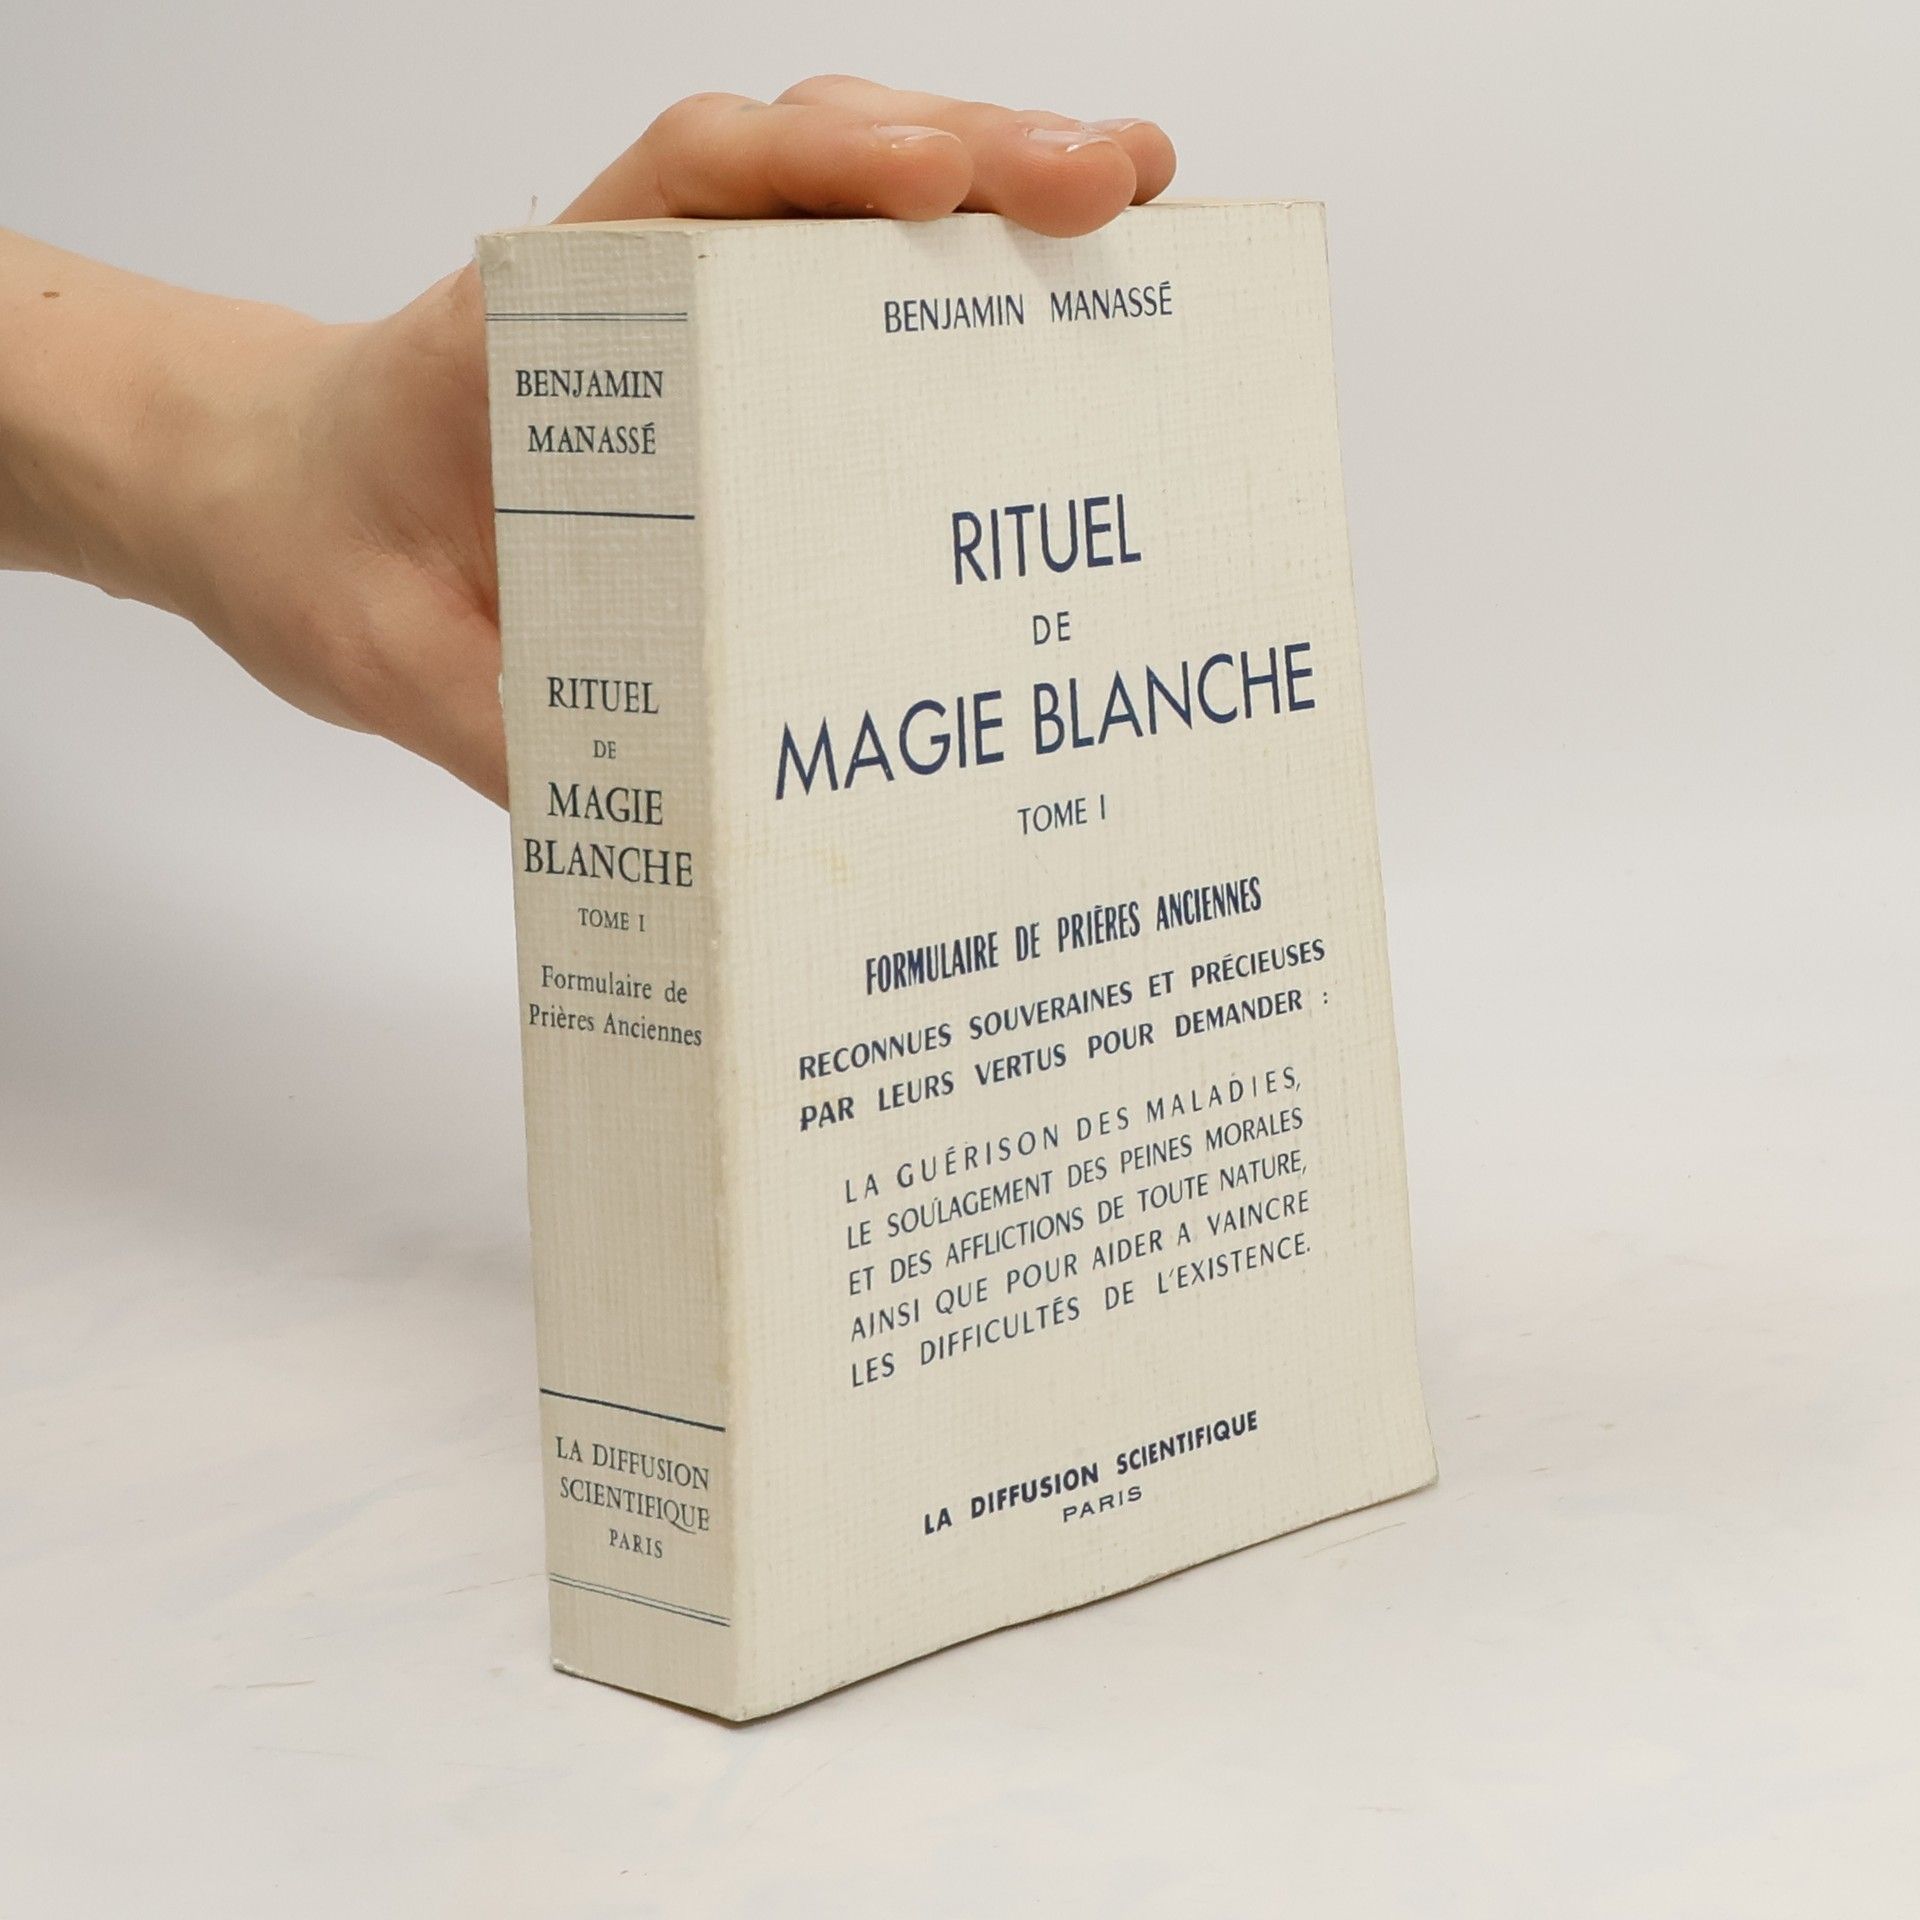 BENJAMIN
MANASSÉ
RITUEL
DE
MAGIE
BLANCHE
TOME I
Formulaire de
Prières Anciennes
LA DIFFUSION
SCIENTIFIQUE
PARIS
BENJAMIN MANASSÉ
RITUEL
DE
MAGIE BLANCHE
TOME I
FORMULAIRE DE PRIÈRES ANCIENNES
RECONNUES SOUVERAINES ET PRÉCIEUSES
PAR LEURS VERTUS POUR DEMANDER :
LA GUÉRISON DES MALADIES,
LE SOULAGEMENT DES PEINES MORALES
ET DES AFFLICTIONS DE TOUTE NATURE,
AINSI QUE POUR AIDER A VAINCRE
LES DIFFICULTÉS DE L'EXISTENCE.
LA DIFFUSION SCIENTIFIQUE
PARIS